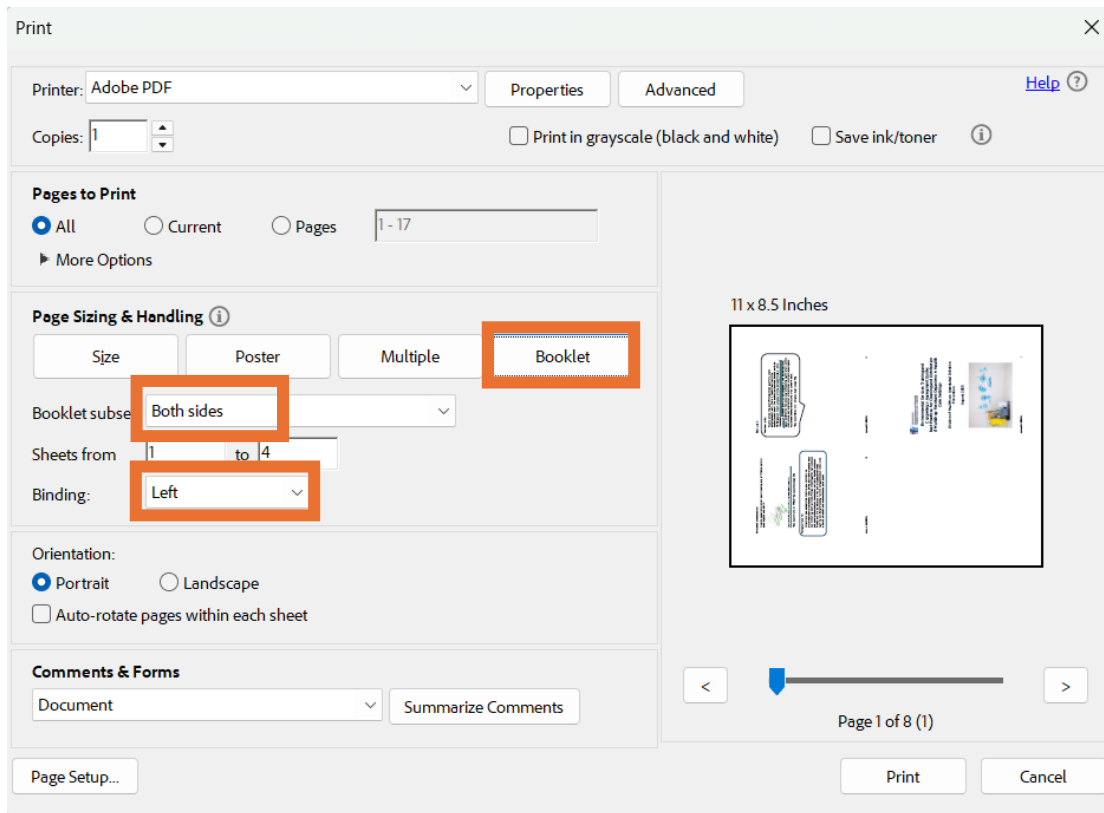 Print
Printer: Adobe PDF Properties Advanced Help ?
Copies: 1 Print in grayscale (black and white) Save ink/toner
Pages to Print
All Current Pages 1 - 17
More Options
Page Sizing & Handling
Size Poster Multiple Booklet
Booklet subse Both sides
Sheets from 1 to 4
Binding: Left
Orientation:
Portrait Landscape
Auto-rotate pages within each sheet
Comments & Forms
Document Summarize Comments
Page Setup...
11 x 8.5 Inches
< >
Page 1 of 8 (1)
Print Cancel